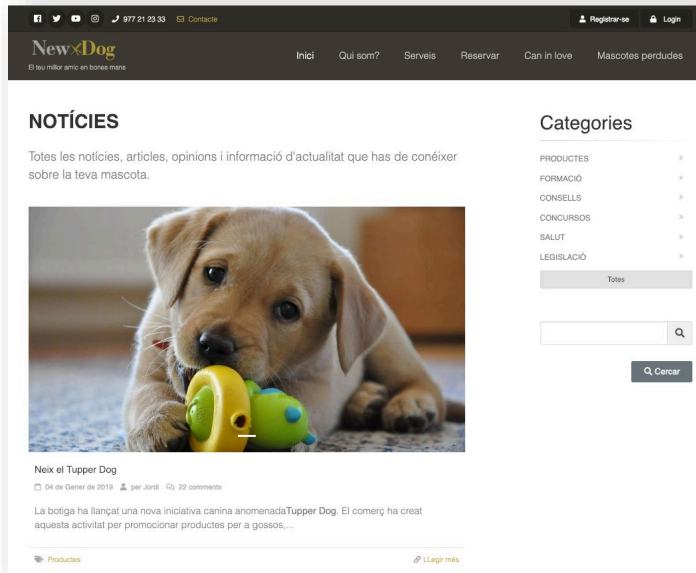 977 21 23 33 Contacte Registrar-se Login
New Dog
El teu millor amic en bones mans
Inici Qui som? Serveis Reservar Can in love Mascotes perdudes
NOTÍCIES
Totes les notícies, articles, opinions i informació d'actualitat que has de conéixer
sobre la teva mascota.
Neix el Tupper Dog
04 de Gener de 2019 per Jordi 22 comments
La botiga ha llançat una nova iniciativa canina anomenadaTupper Dog. El comerç ha creat
aquesta activitat per promocionar productes per a gossos,...
Productes LLegir més
Categories
PRODUCTES
FORMACIÓ
CONSELLS
CONCURSOS
SALUT
LEGISLACIÓ
Totes
Cercar